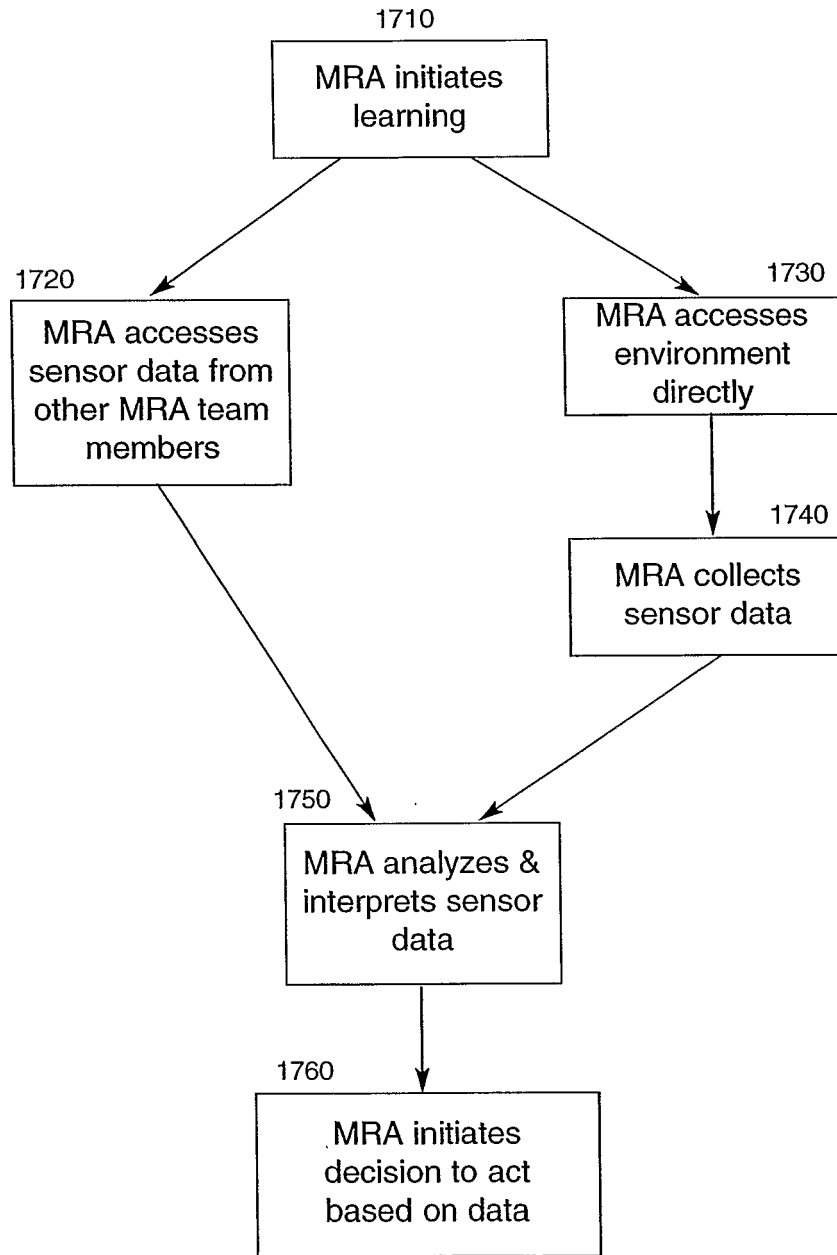 1710
MRA initiates
learning
1720
MRA accesses
sensor data from
other MRA team
members
1730
MRA accesses
environment
directly
1740
MRA collects
sensor data
1750
MRA analyzes &
interprets sensor
data
1760
MRA initiates
decision to act
based on data